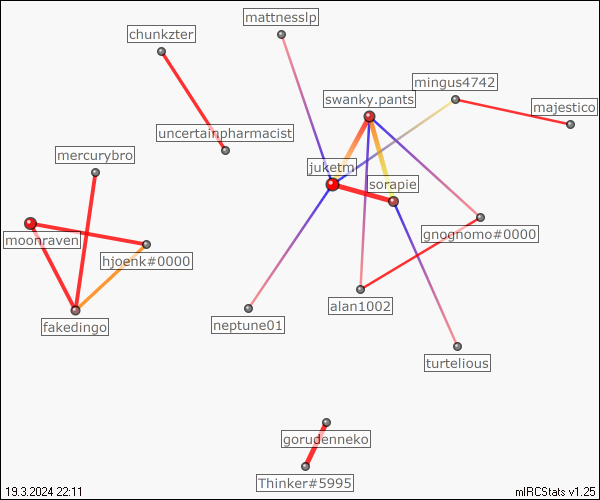 mattnesslp
chunkzter
mingus4742
swanky.pants
majestico
uncertainpharmacist
mercurybro
juketm
sorapie
moonraven
gnognomo#0000
hjoenk#0000
alan1002
neptune01
fakedingo
turtelious
gorudenneko
Thinker#5995
19.3.2024 22:11
mIRCStats v1.25